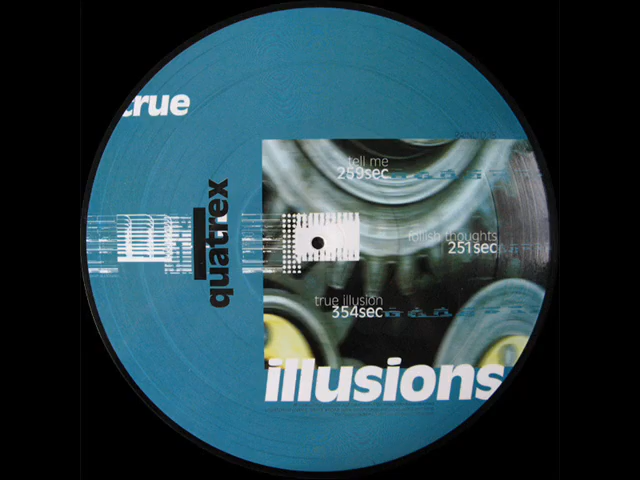 true
tell me
259sec
follish thoughts
251sec
quatrex
true illusion
354sec
illusions